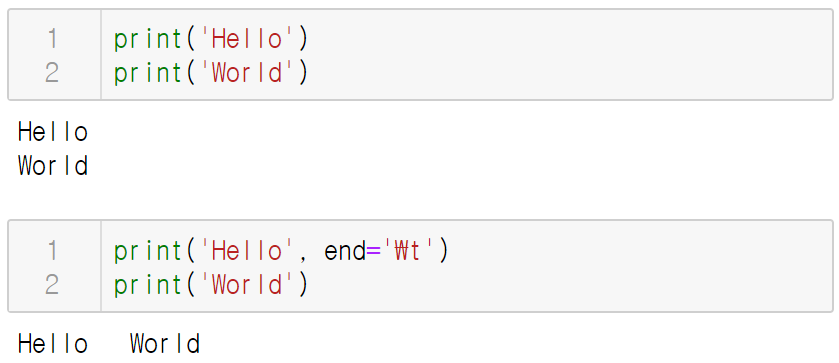 1 print('Hello')
2 print('World')
Hello
World
1 print('Hello', end='₩t')
2 print('World')
Hello   World